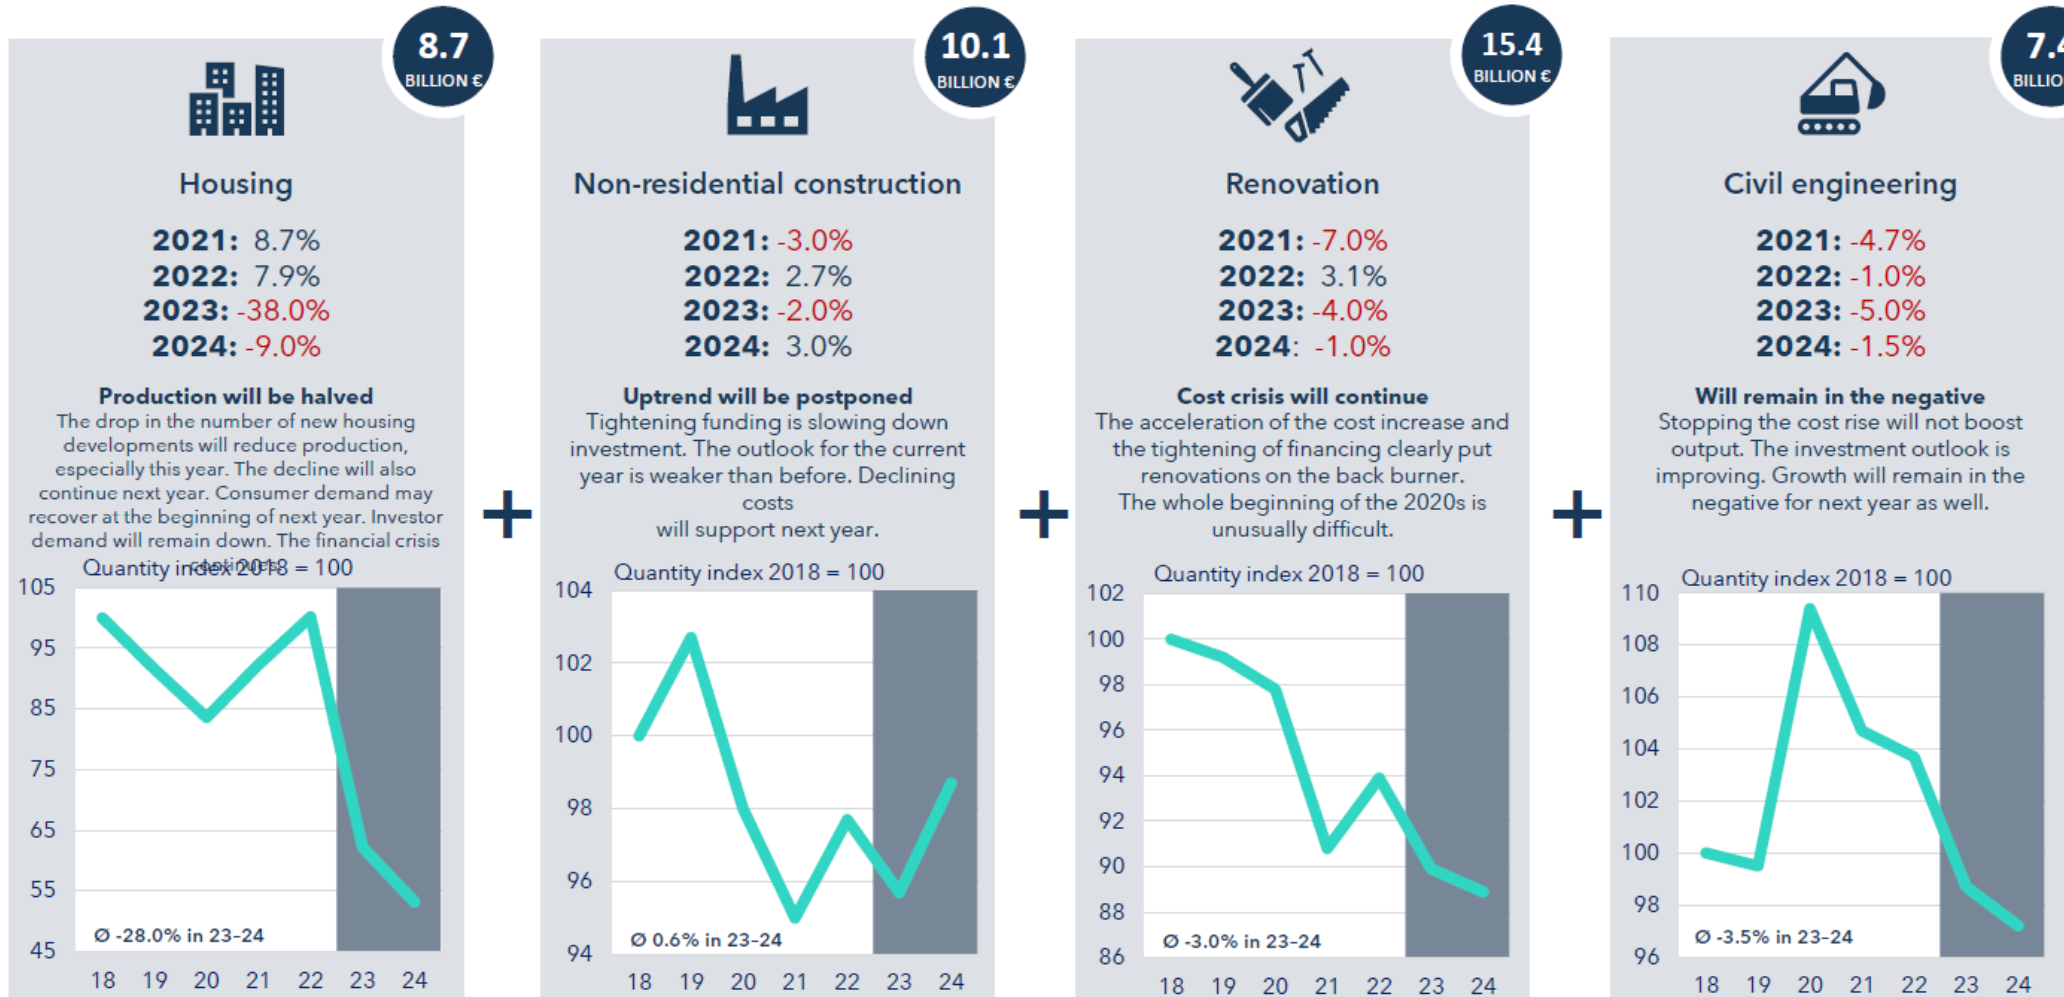 8.7
BILLION €
Housing
2021: 8.7%
2022: 7.9%
2023: -38.0%
2024: -9.0%
Production will be halved
The drop in the number of new housing
developments will reduce production,
especially this year. The decline will also
continue next year. Consumer demand may
recover at the beginning of next year. Investor
demand will remain down. The financial crisis
continues.
Quantity index 2018 = 100
105
95
85
75
65
55
45
Ø -28.0% in 23–24
18 19 20 21 22 23 24
+
10.1
BILLION €
Non-residential construction
2021: -3.0%
2022: 2.7%
2023: -2.0%
2024: 3.0%
Uptrend will be postponed
Tightening funding is slowing down
investment. The outlook for the current
year is weaker than before. Declining
costs
will support next year.
Quantity index 2018 = 100
104
102
100
98
96
94
Ø 0.6% in 23–24
18 19 20 21 22 23 24
+
15.4
BILLION €
Renovation
2021: -7.0%
2022: 3.1%
2023: -4.0%
2024: -1.0%
Cost crisis will continue
The acceleration of the cost increase and
the tightening of financing clearly put
renovations on the back burner.
The whole beginning of the 2020s is
unusually difficult.
Quantity index 2018 = 100
102
100
98
96
94
92
90
88
86
Ø -3.0% in 23–24
18 19 20 21 22 23 24
+
7.4
Civil engineering
2021: -4.7%
2022: -1.0%
2023: -5.0%
2024: -1.5%
Will remain in the negative
Stopping the cost rise will not boost
output. The investment outlook is
improving. Growth will remain in the
negative for next year as well.
Quantity index 2018 = 100
110
108
106
104
102
100
98
96
Ø -3.5% in 23–24
18 19 20 21 22 23 24